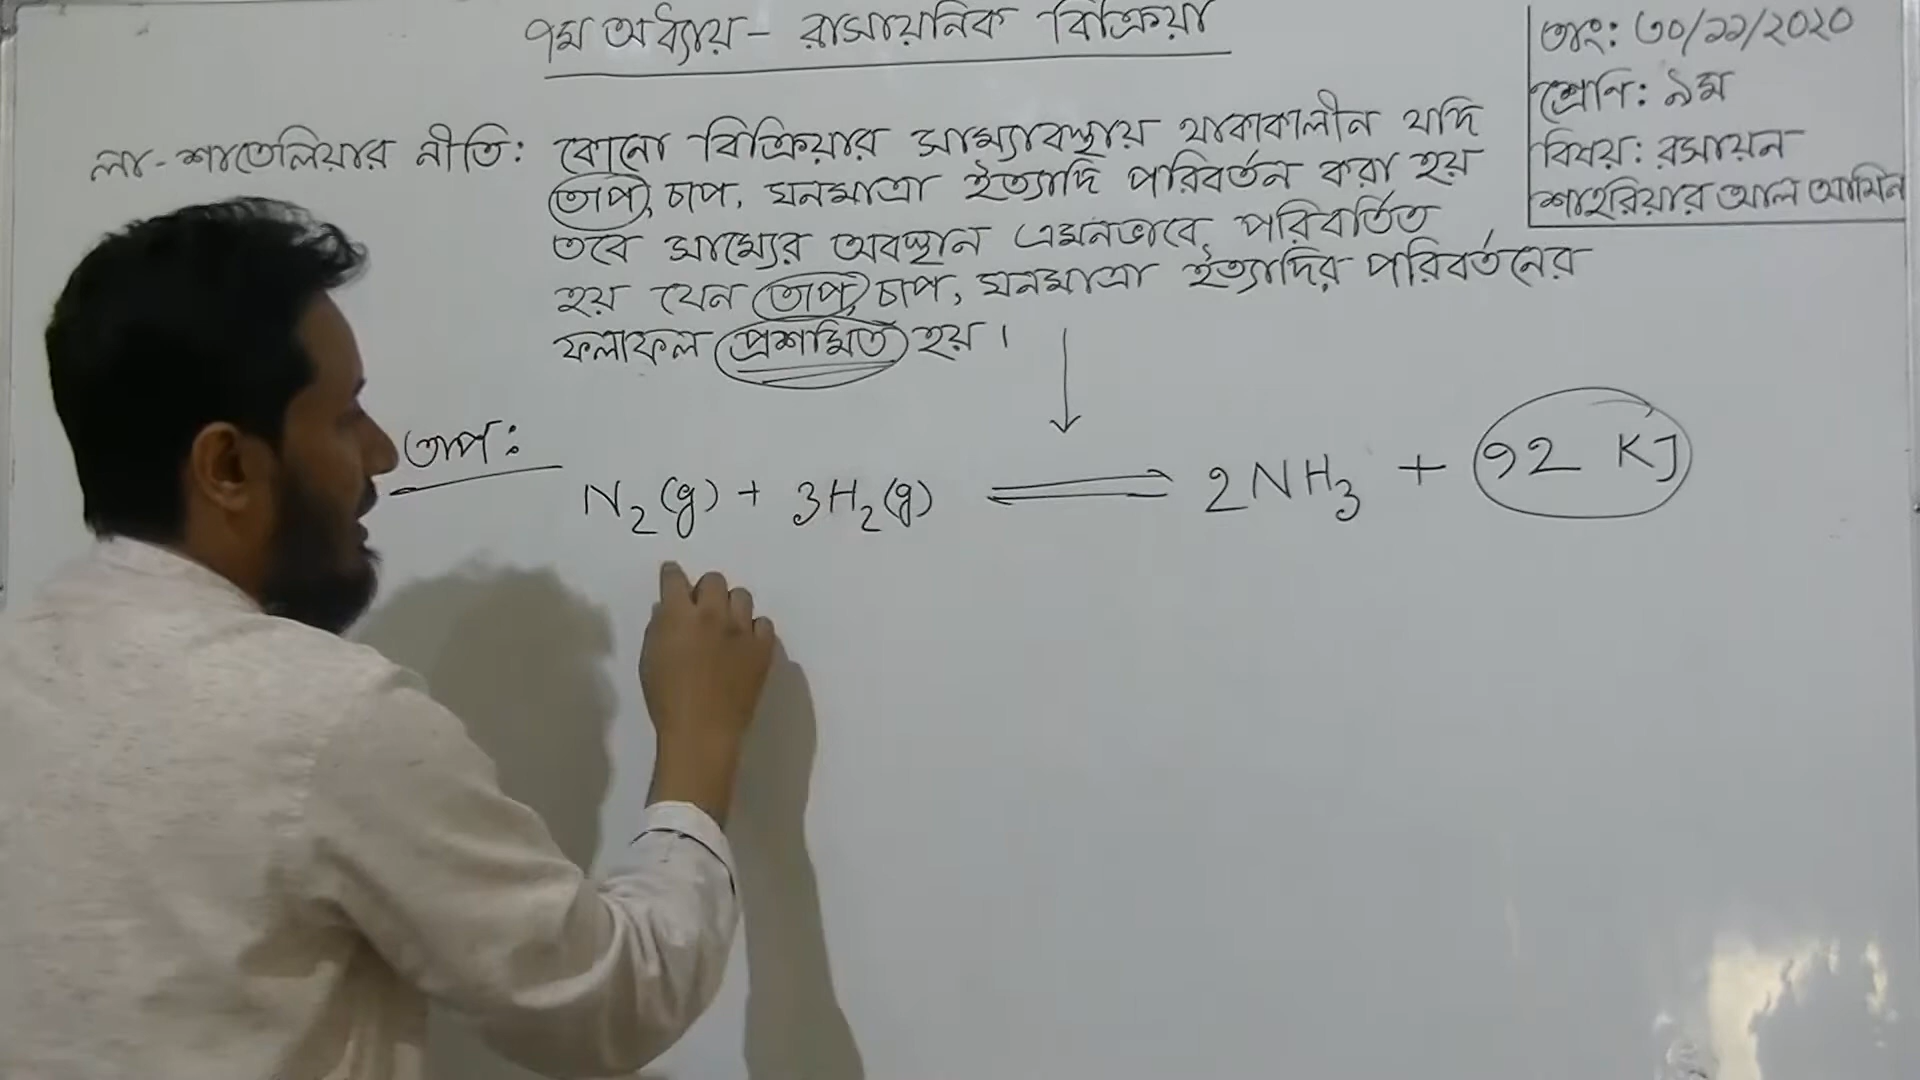 ৭ম অধ্যায় – রাসায়নিক বিক্রিয়া
তাং: ৩০/১১/২০২০
শ্রেণি: ৯ম
বিষয়: রসায়ন
শাহরিয়ার আল আমিন
লা-শাতেলিয়ার নীতি: কোনো বিক্রিয়ার সাম্যাবস্থায় থাকাকালীন যদি
তাপ, চাপ, ঘনমাত্রা ইত্যাদি পরিবর্তন করা হয়
তবে সাম্যের অবস্থান এমনভাবে পরিবর্তিত
হয় যেন তাপ, চাপ, ঘনমাত্রা ইত্যাদির পরিবর্তনের
ফলাফল প্রশমিত হয়।
তাপ:
N₂(g) + 3H₂(g) ⇌ 2NH₃ + 92 KJ